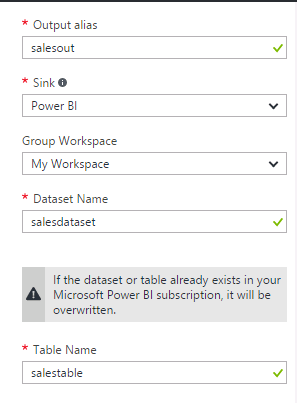 * Output alias
salesout
* Sink
Power BI
Group Workspace
My Workspace
* Dataset Name
salesdataset
If the dataset or table already exists in your
Microsoft Power BI subscription, it will be
overwritten.
* Table Name
salestable